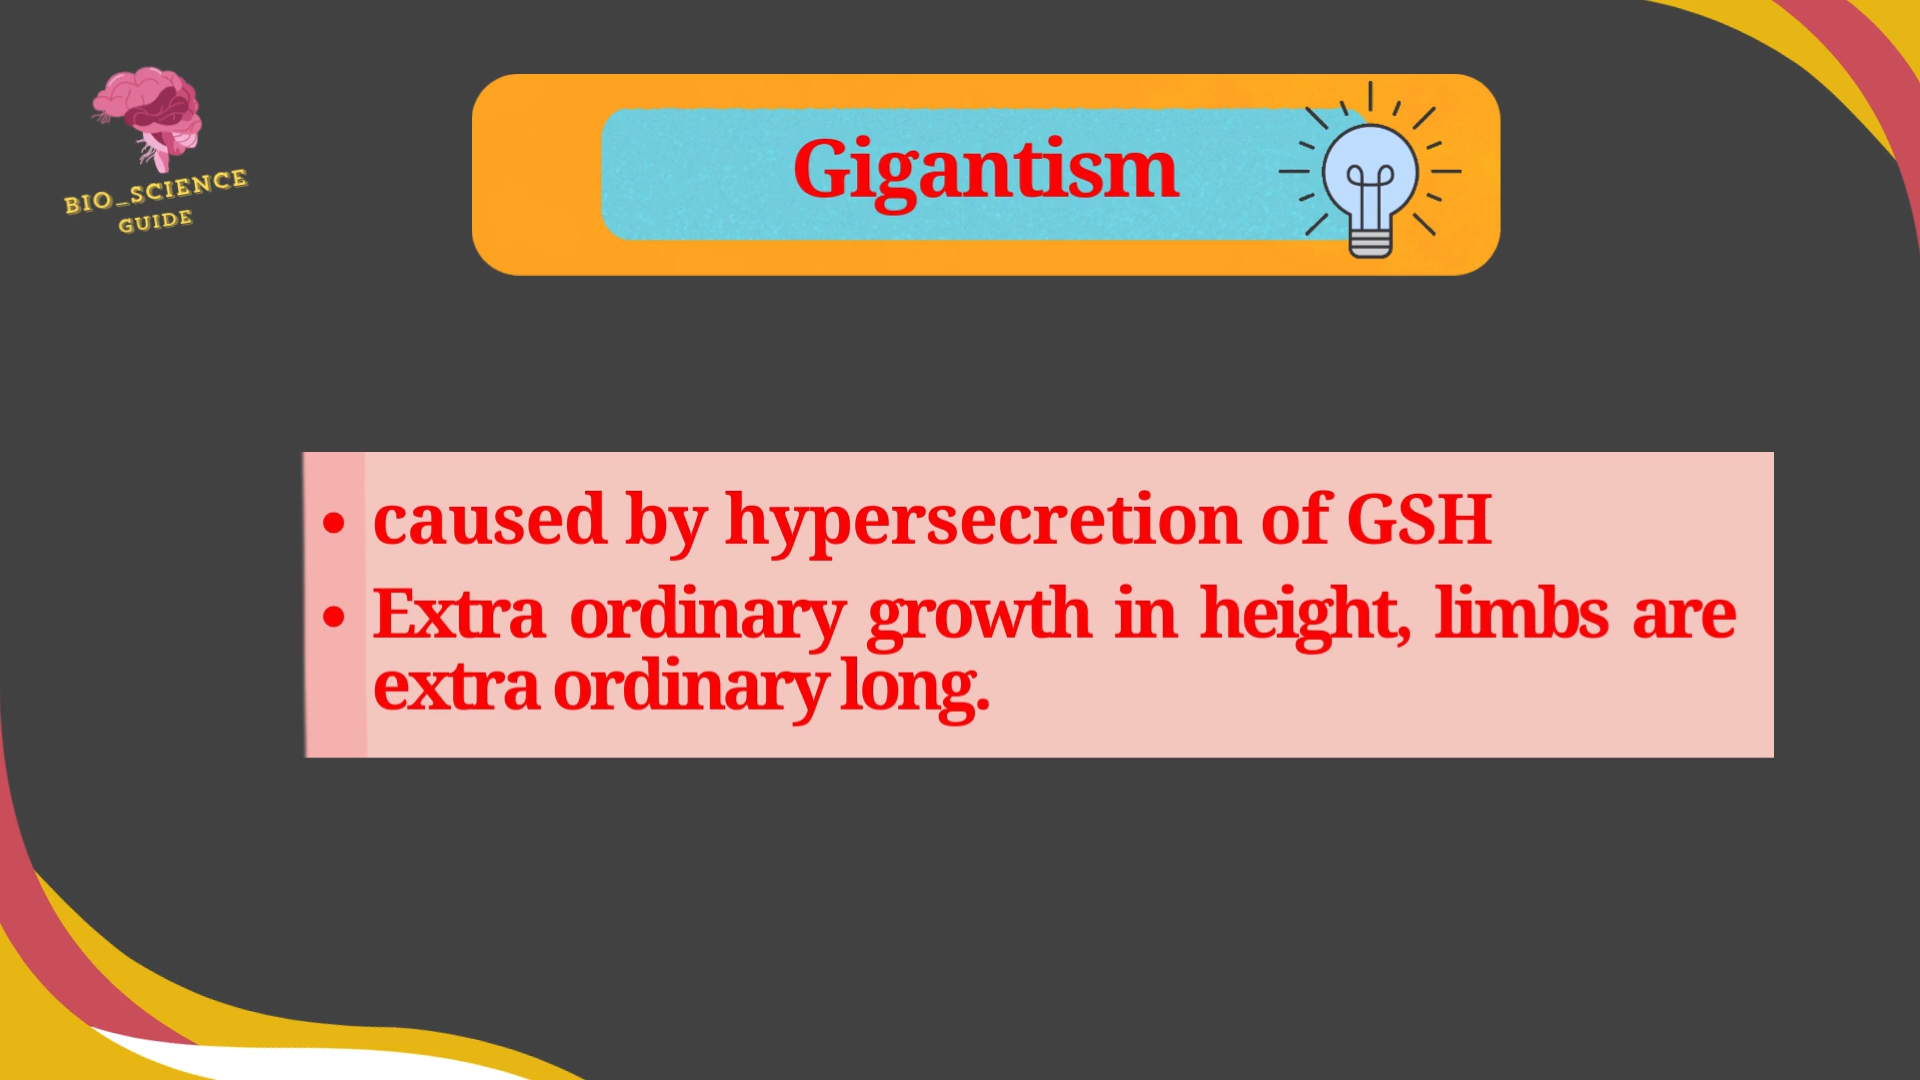 BIO_SCIENCE
GUIDE
Gigantism
• caused by hypersecretion of GSH
• Extra ordinary growth in height, limbs are
extra ordinary long.